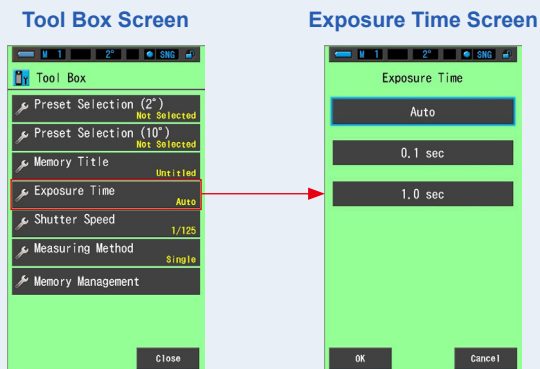 Tool Box Screen
M 1 2° SNG
Tool Box
Preset Selection (2°)
Not Selected
Preset Selection (10°)
Not Selected
Memory Title
Untitled
Exposure Time
Auto
Shutter Speed
1/125
Measuring Method
Single
Memory Management
Close
Exposure Time Screen
M 1 2° SNG
Exposure Time
Auto
0.1 sec
1.0 sec
OK Cancel